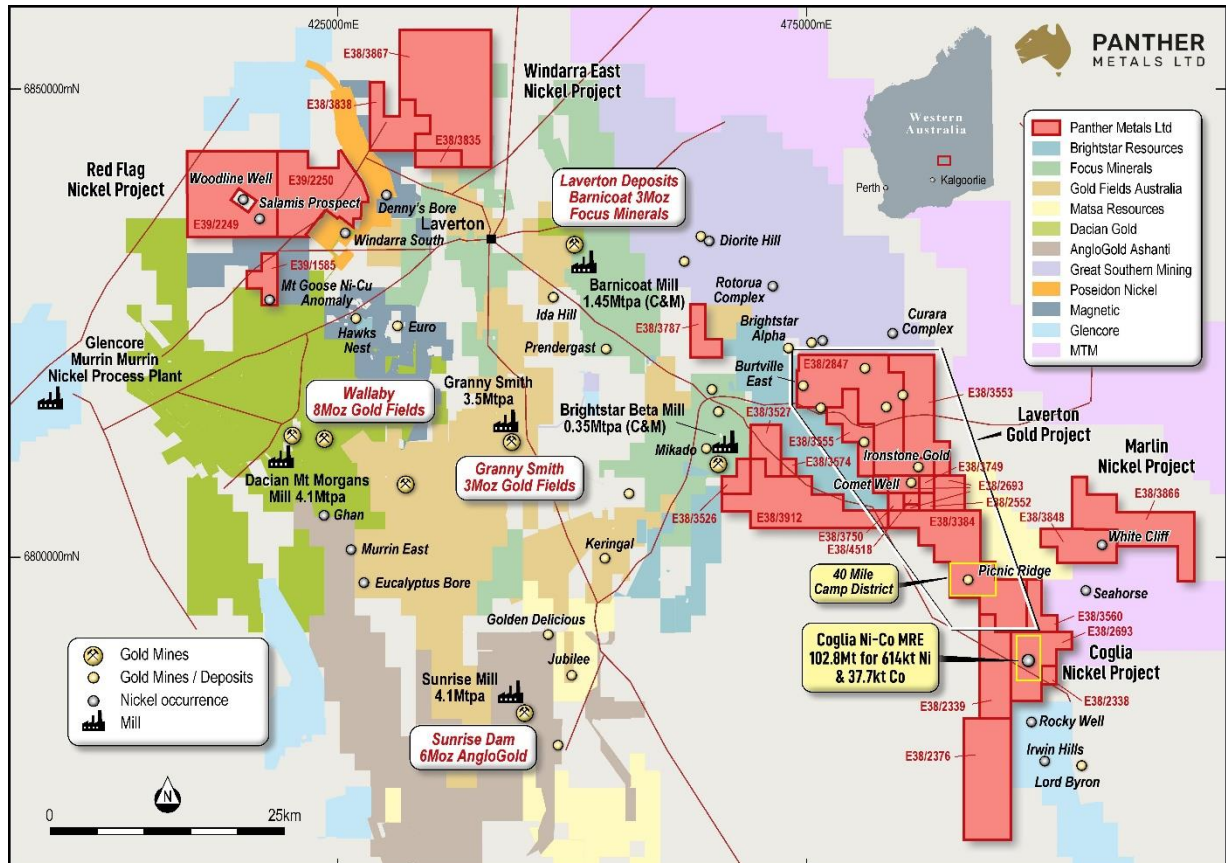 425000mE
475000mE
6850000mN
6800000mN
PANTHER
METALS LTD
Western
Australia
Perth
Kalgoorlie
Panther Metals Ltd
Brightstar Resources
Focus Minerals
Gold Fields Australia
Matsa Resources
Dacian Gold
AngloGold Ashanti
Great Southern Mining
Poseidon Nickel
Magnetic
Glencore
MTM
E38/3867
E38/3838
E38/3835
Windarra East
Nickel Project
Red Flag
Nickel Project
Woodline Well
E39/2250
Salamis Prospect
E39/2249
Denny's Bore
Laverton
Windarra South
E39/1585
Mt Goose Ni-Cu
Anomaly
Laverton Deposits
Barnicoat 3Moz
Focus Minerals
Barnicoat Mill
1.45Mtpa (C&M)
Diorite Hill
Rotorua
Complex
Ida Hill
Hawks
Nest
Euro
Prendergast
E38/3787
Brightstar
Alpha
Curara
Complex
Burtville
East
E38/2847
E38/3553
Glencore
Murrin Murrin
Nickel Process Plant
Wallaby
8Moz Gold Fields
Granny Smith
3.5Mtpa
Brightstar Beta Mill
0.35Mtpa (C&M)
E38/3527
E38/3555
Laverton
Gold Project
Mikado
E38/3574
Ironstone Gold
Marlin
Nickel Project
Dacian Mt Morgans
Mill 4.1Mtpa
Granny Smith
3Moz Gold Fields
Comet Well
E38/3749
E38/2693
E38/2552
E38/3866
E38/3526
E38/3912
E38/3384
E38/3848
E38/3750
E38/4518
White Cliff
Ghan
Murrin East
Keringal
Eucalyptus Bore
40 Mile
Camp District
Picnic Ridge
Seahorse
E38/3560
E38/2693
Golden Delicious
Coglia Ni-Co MRE
102.8Mt for 614kt Ni
& 37.7kt Co
Coglia
Nickel Project
Jubilee
E38/2338
E38/2339
Sunrise Mill
4.1Mtpa
Rocky Well
Sunrise Dam
6Moz AngloGold
E38/2376
Irwin Hills
Lord Byron
Gold Mines
Gold Mines / Deposits
Nickel occurrence
Mill
N
0
25km